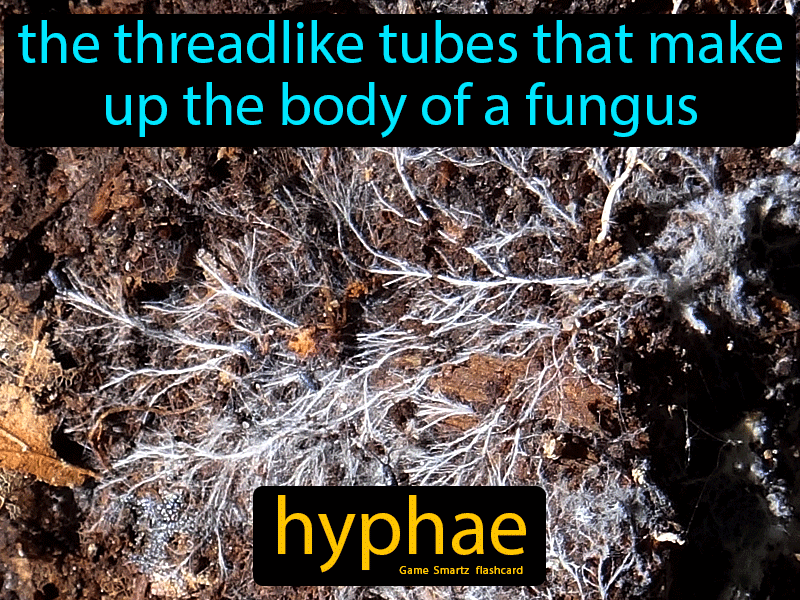 the threadlike tubes that make
up the body of a fungus
hyphae
Game Smartz flashcard